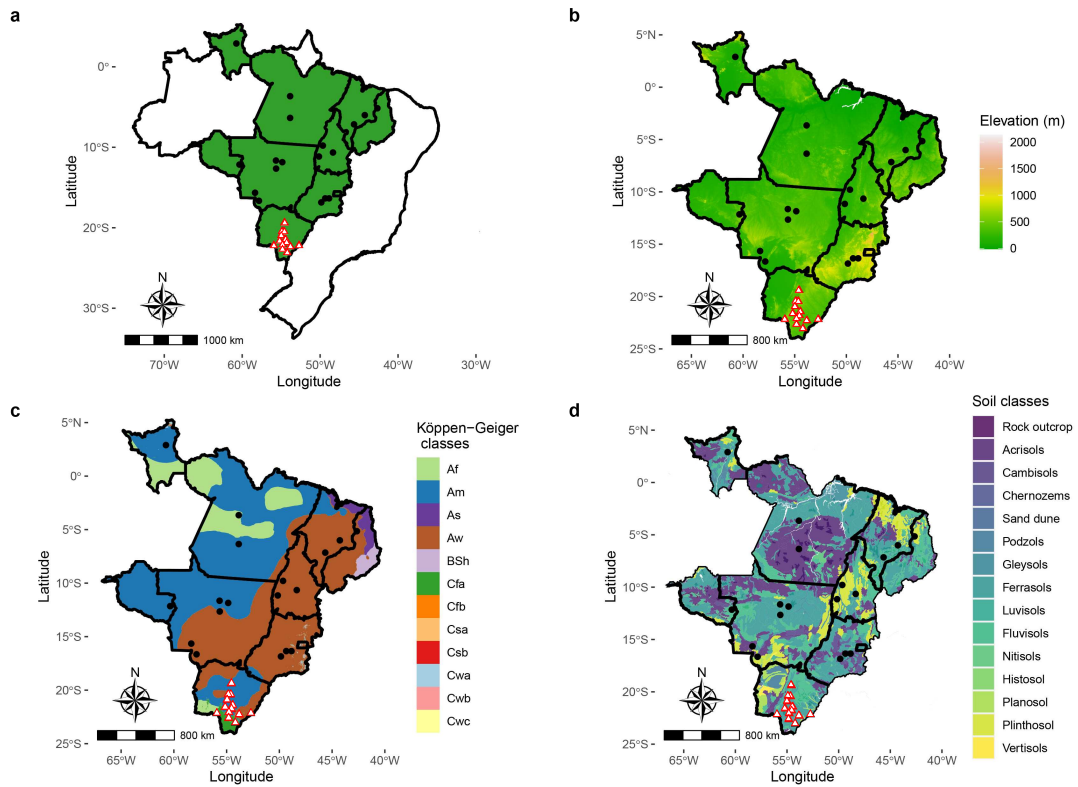 a
0°
10°S
20°S
30°S
Latitude
N
1000 km
70°W 60°W 50°W 40°W 30°W
Longitude
b
5°N
0°
5°S
10°S
15°S
20°S
25°S
Latitude
N
800 km
65°W 60°W 55°W 50°W 45°W 40°W
Longitude
Elevation (m)
2000
1500
1000
500
0
c
5°N
0°
5°S
10°S
15°S
20°S
25°S
Latitude
N
800 km
65°W 60°W 55°W 50°W 45°W 40°W
Longitude
Köppen−Geiger
classes
Af
Am
As
Aw
BSh
Cfa
Cfb
Csa
Csb
Cwa
Cwb
Cwc
d
5°N
0°
5°S
10°S
15°S
20°S
25°S
Latitude
N
800 km
65°W 60°W 55°W 50°W 45°W 40°W
Longitude
Soil classes
Rock outcrop
Acrisols
Cambisols
Chernozems
Sand dune
Podzols
Gleysols
Ferrasols
Luvisols
Fluvisols
Nitisols
Histosol
Planosol
Plinthosol
Vertisols